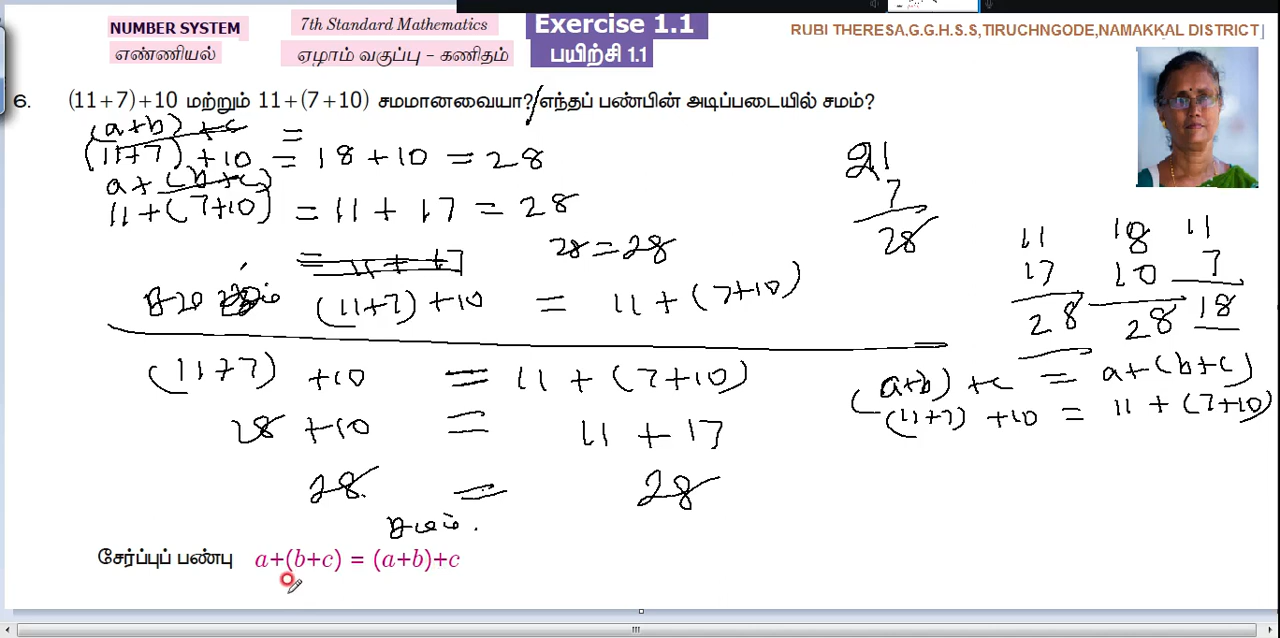 NUMBER SYSTEM
எண்ணியல்
7th Standard Mathematics
ஏழாம் வகுப்பு – கணிதம்
Exercise 1.1
பயிற்சி 1.1
RUBI THERESA,G.G.H.S.S,TIRUCHNGODE,NAMAKKAL DISTRICT]
6. (11+7)+10 மற்றும் 11+(7+10) சமமானவையா? எந்தப் பண்பின் அடிப்படையில் சமம்?
(a+b) +c =
(11+7) +10 = 18 +10 = 28
a+(b+c)
11+(7+10) = 11 + 17 = 28
28=28
(11+7) +10 = 11 + (7+10)
21
7
28
11
17
28
18
10
28
11
7
18
(a+b) +c = a+(b+c)
(11+7) +10 = 11 + (7+10)
(11+7) +10 = 11 + (7+10)
28 +10 = 11 + 17
28 = 28
சமம்.
சேர்ப்புப் பண்பு a+(b+c) = (a+b)+c